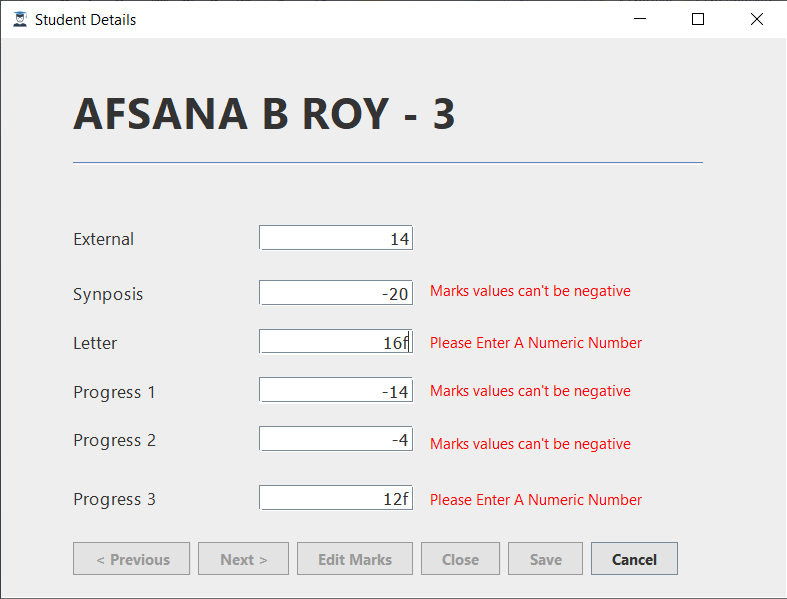 Student Details
AFSANA B ROY - 3
External 14
Synposis -20 Marks values can't be negative
Letter 16f Please Enter A Numeric Number
Progress 1 -14 Marks values can't be negative
Progress 2 -4 Marks values can't be negative
Progress 3 12f Please Enter A Numeric Number
< Previous Next > Edit Marks Close Save Cancel